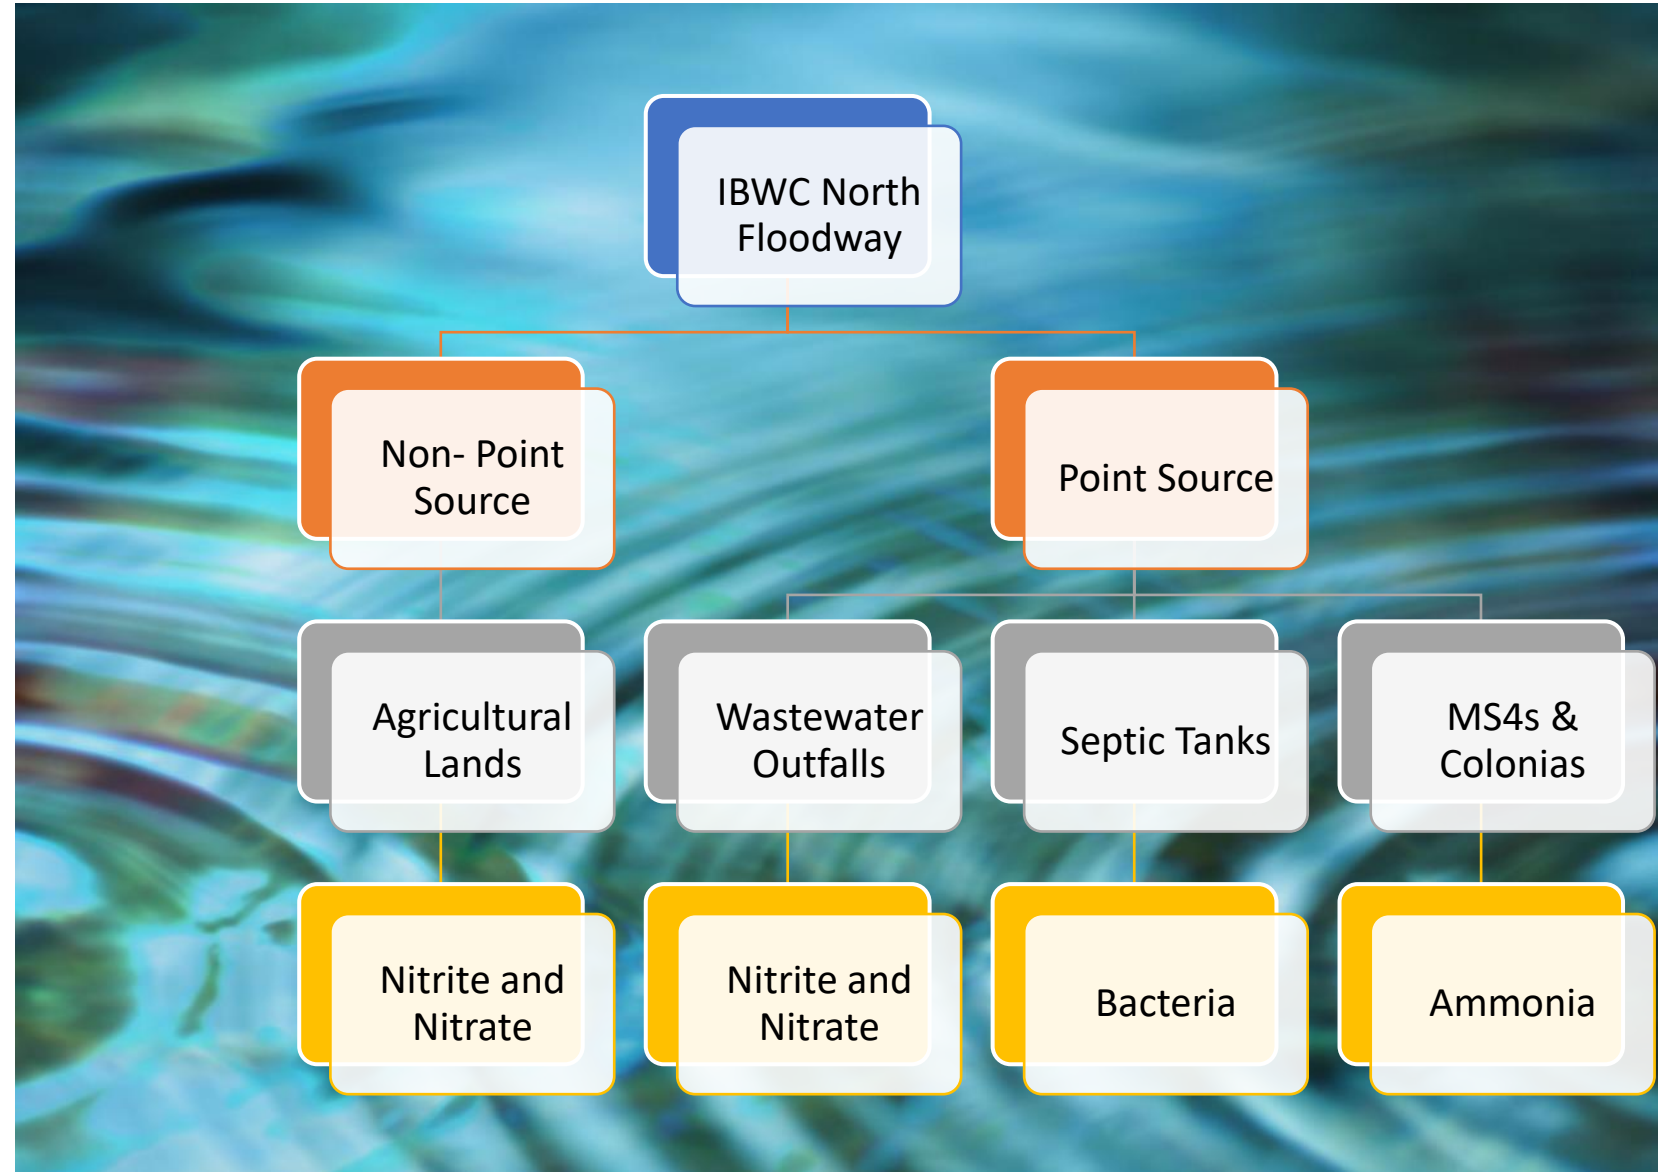 IBWC North
Floodway
Non- Point
Source
Point Source
Agricultural
Lands
Wastewater
Outfalls
Septic Tanks
MS4s &
Colonias
Nitrite and
Nitrate
Nitrite and
Nitrate
Bacteria
Ammonia